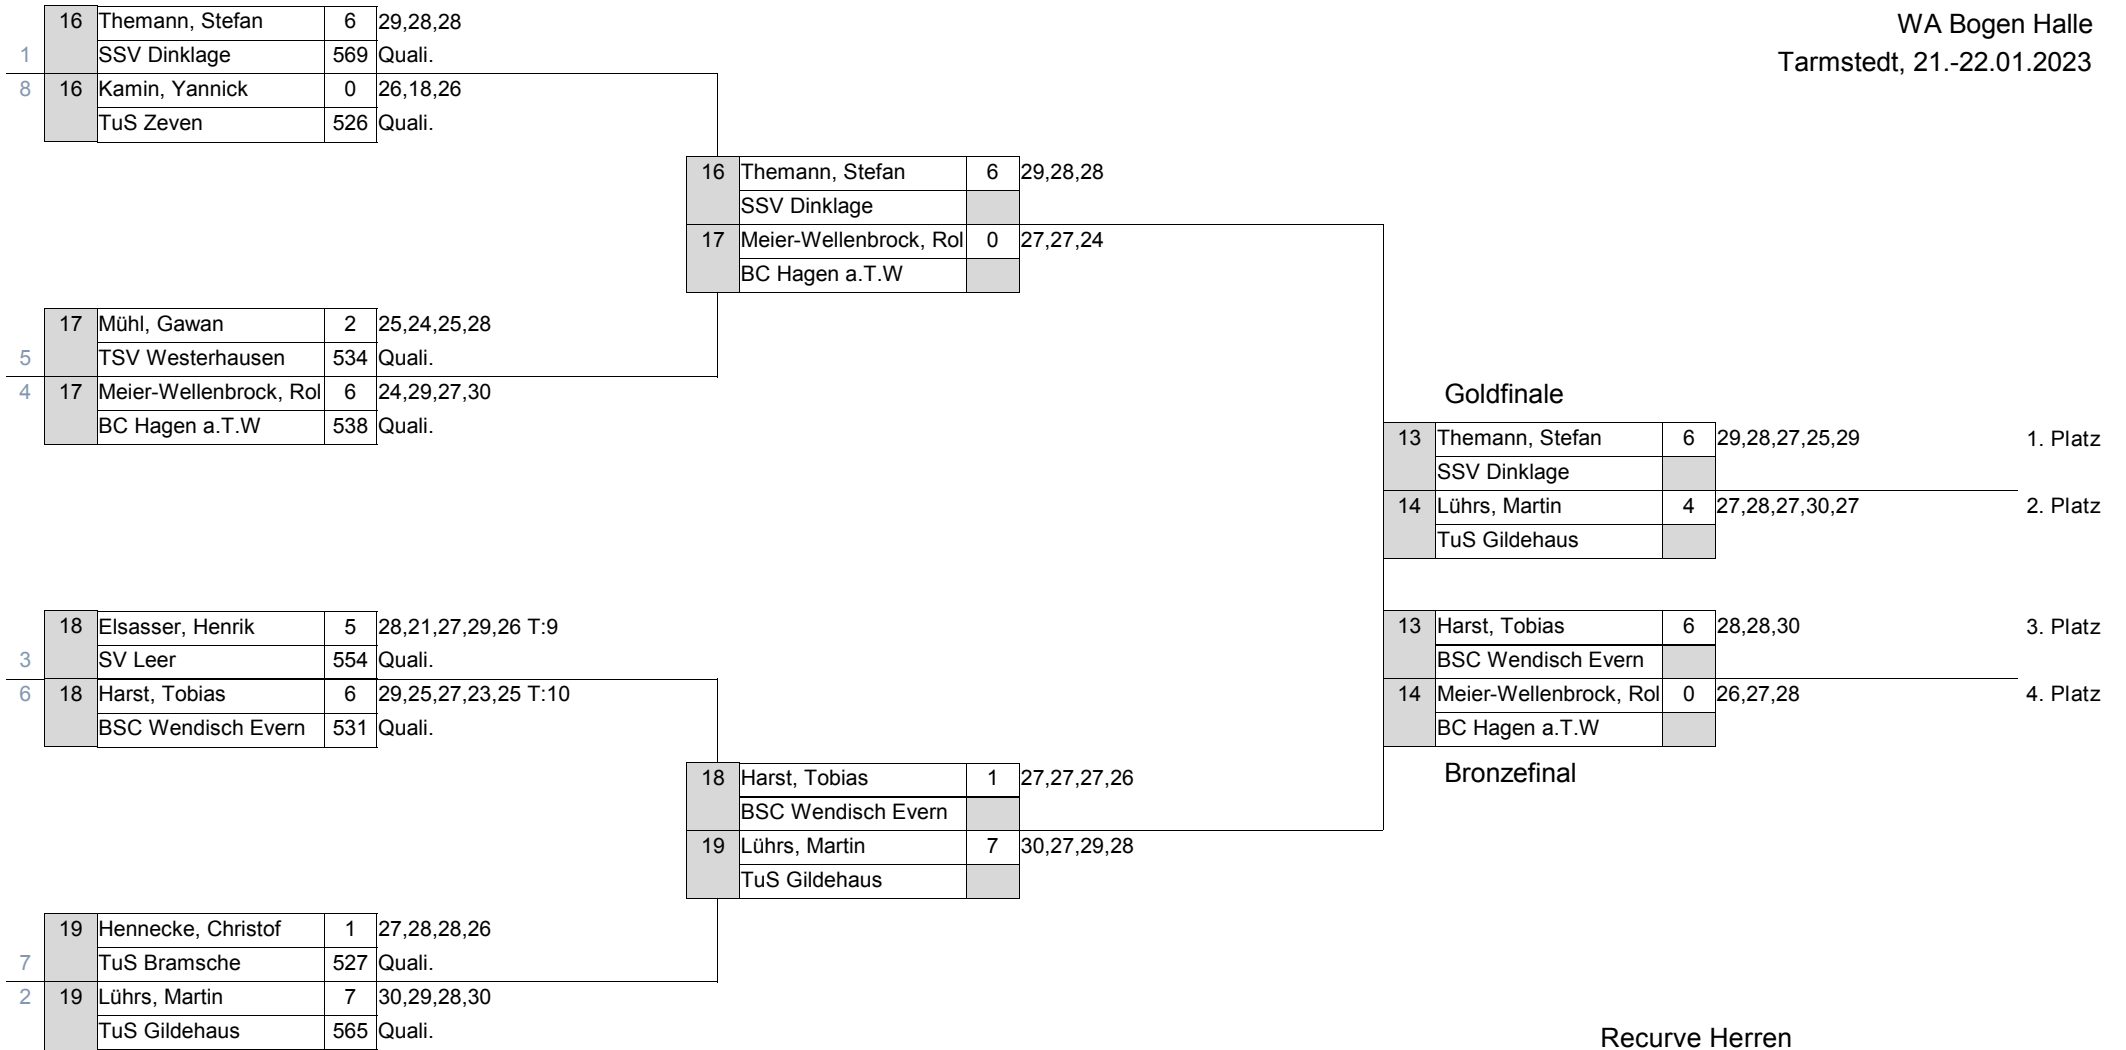 WA Bogen Halle
Tarmstedt, 21.-22.01.2023
16 Themann, Stefan 6 29,28,28
1 SSV Dinklage 569 Quali.
8 16 Kamin, Yannick 0 26,18,26
TuS Zeven 526 Quali.
16 Themann, Stefan 6 29,28,28
SSV Dinklage
17 Meier-Wellenbrock, Rol 0 27,27,24
BC Hagen a.T.W
17 Mühl, Gawan 2 25,24,25,28
5 TSV Westerhausen 534 Quali.
4 17 Meier-Wellenbrock, Rol 6 24,29,27,30
BC Hagen a.T.W 538 Quali.
Goldfinale
13 Themann, Stefan 6 29,28,27,25,29 1. Platz
SSV Dinklage
14 Lührs, Martin 4 27,28,27,30,27 2. Platz
TuS Gildehaus
18 Elsasser, Henrik 5 28,21,27,29,26 T:9
3 SV Leer 554 Quali.
6 18 Harst, Tobias 6 29,25,27,23,25 T:10
BSC Wendisch Evern 531 Quali.
13 Harst, Tobias 6 28,28,30 3. Platz
BSC Wendisch Evern
14 Meier-Wellenbrock, Rol 0 26,27,28 4. Platz
BC Hagen a.T.W
Bronzefinal
18 Harst, Tobias 1 27,27,27,26
BSC Wendisch Evern
19 Lührs, Martin 7 30,27,29,28
TuS Gildehaus
19 Hennecke, Christof 1 27,28,28,26
7 TuS Bramsche 527 Quali.
2 19 Lührs, Martin 7 30,29,28,30
TuS Gildehaus 565 Quali.
Recurve Herren